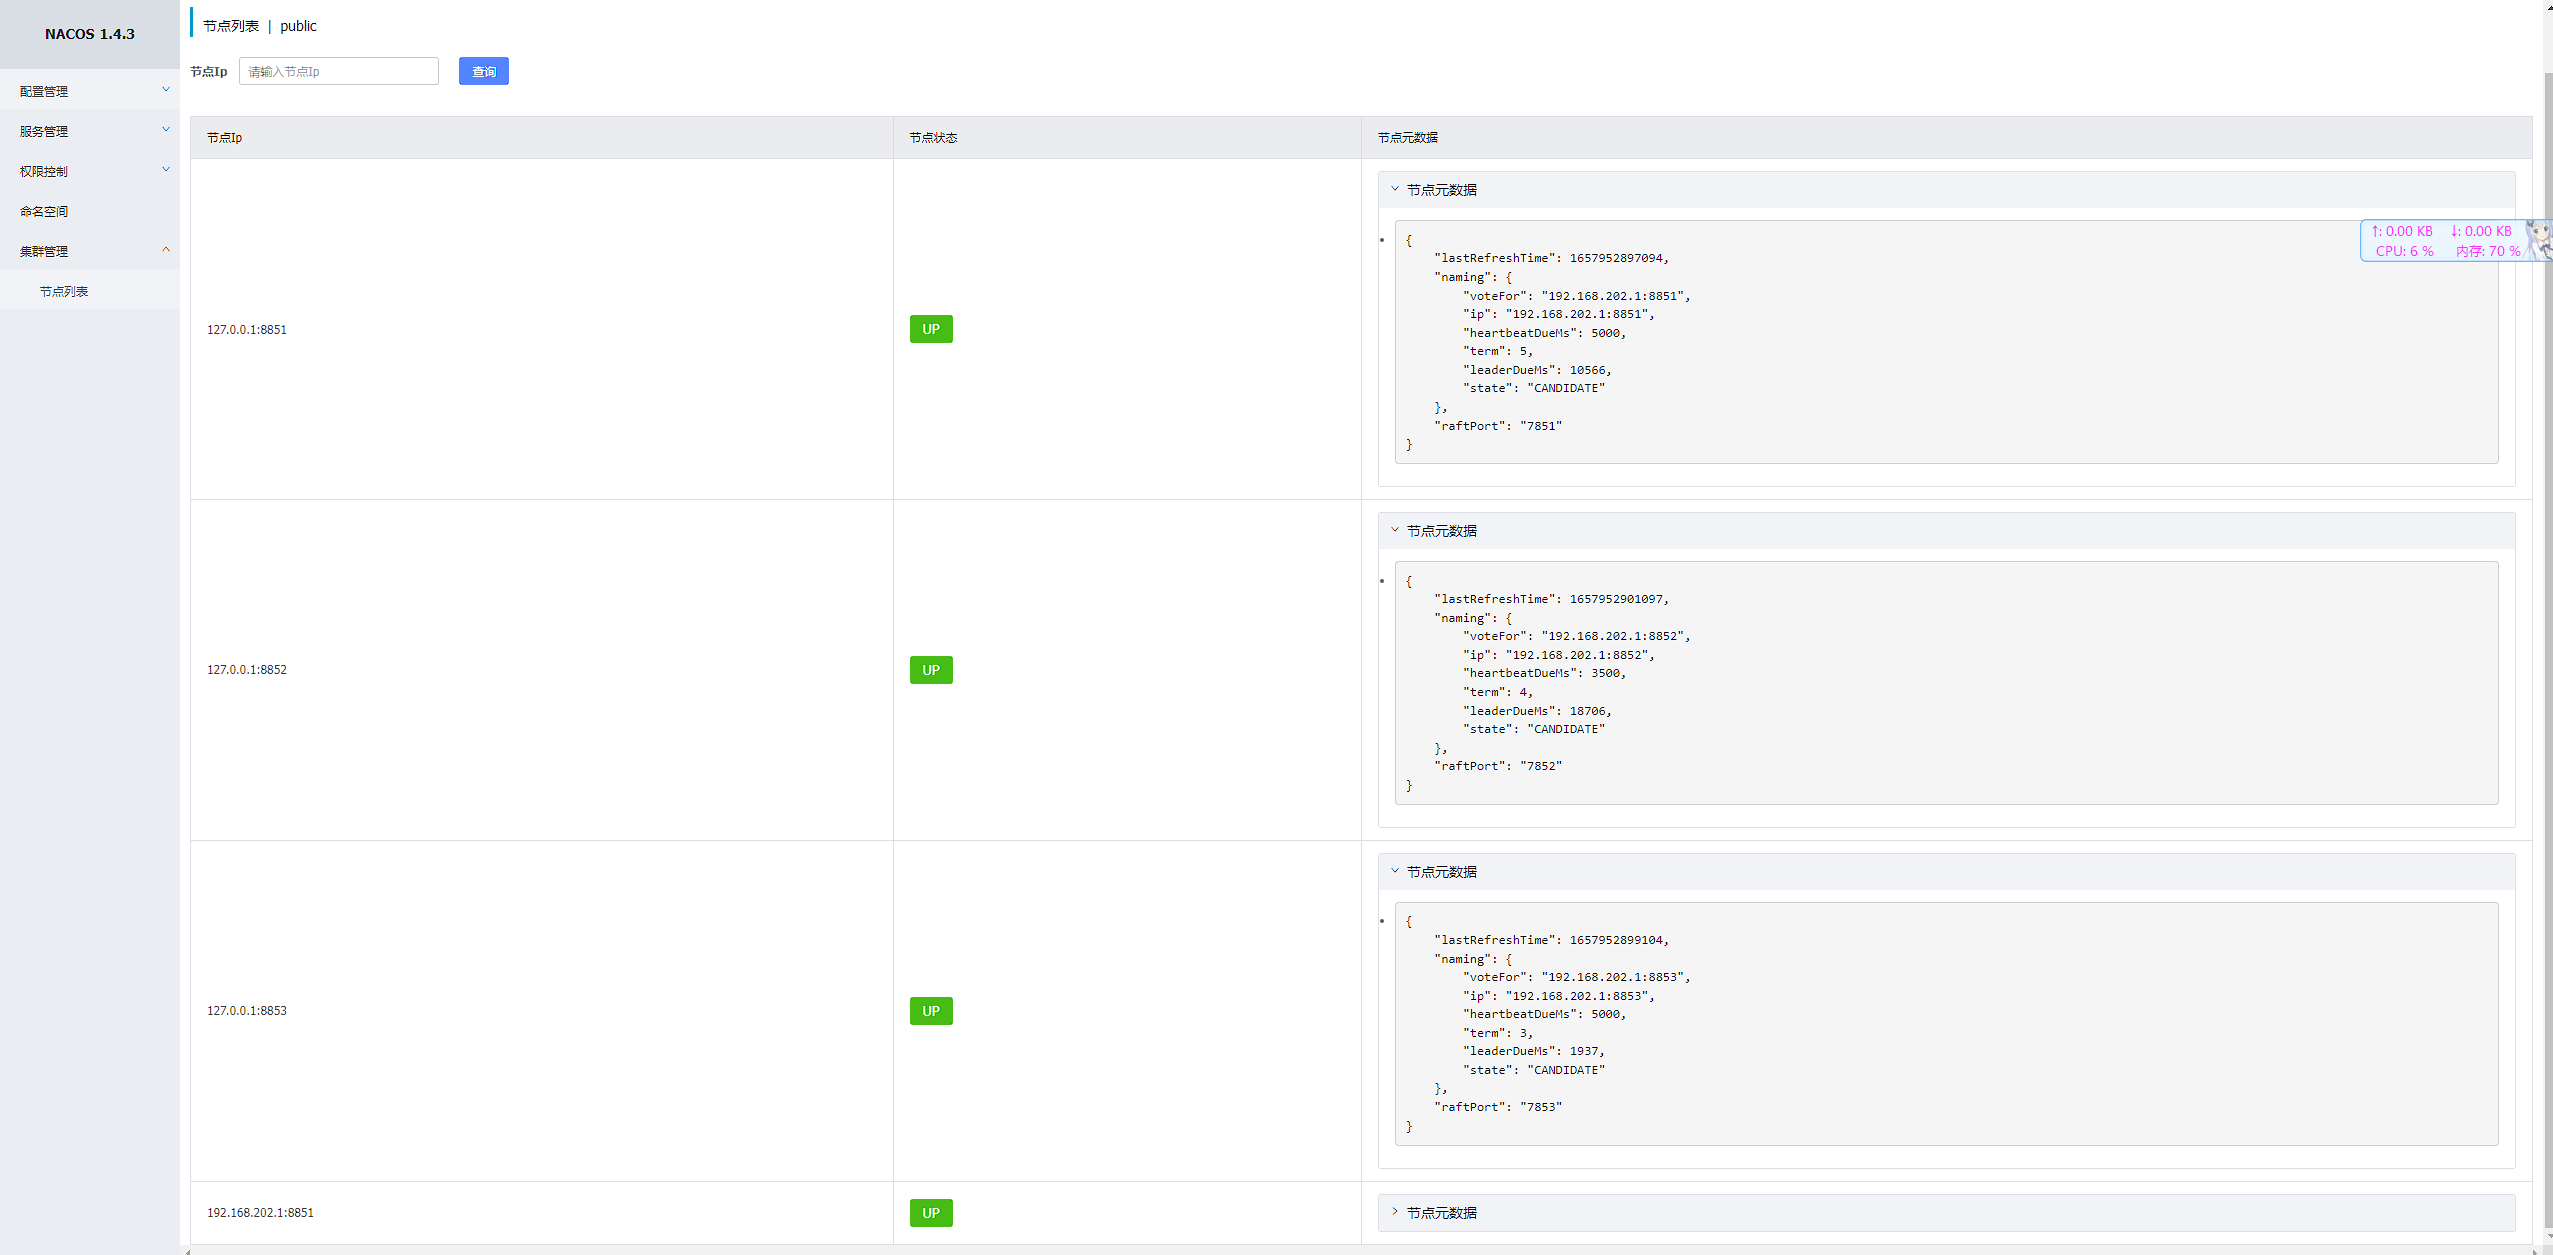 NACOS 1.4.3
配置管理
服务管理
权限控制
命名空间
集群管理
节点列表
节点列表 | public
节点Ip 请输入节点Ip 查询
节点Ip 节点状态 节点元数据
127.0.0.1:8851 UP
节点元数据
{
"lastRefreshTime": 1657952897094,
"naming": {
"voteFor": "192.168.202.1:8851",
"ip": "192.168.202.1:8851",
"heartbeatDueMs": 5000,
"term": 5,
"leaderDueMs": 10566,
"state": "CANDIDATE"
},
"raftPort": "7851"
}
127.0.0.1:8852 UP
节点元数据
{
"lastRefreshTime": 1657952901097,
"naming": {
"voteFor": "192.168.202.1:8852",
"ip": "192.168.202.1:8852",
"heartbeatDueMs": 3500,
"term": 4,
"leaderDueMs": 18706,
"state": "CANDIDATE"
},
"raftPort": "7852"
}
127.0.0.1:8853 UP
节点元数据
{
"lastRefreshTime": 1657952899104,
"naming": {
"voteFor": "192.168.202.1:8853",
"ip": "192.168.202.1:8853",
"heartbeatDueMs": 5000,
"term": 3,
"leaderDueMs": 1937,
"state": "CANDIDATE"
},
"raftPort": "7853"
}
192.168.202.1:8851 UP 节点元数据
↑: 0.00 KB ↓: 0.00 KB
CPU: 6 % 内存: 70 %